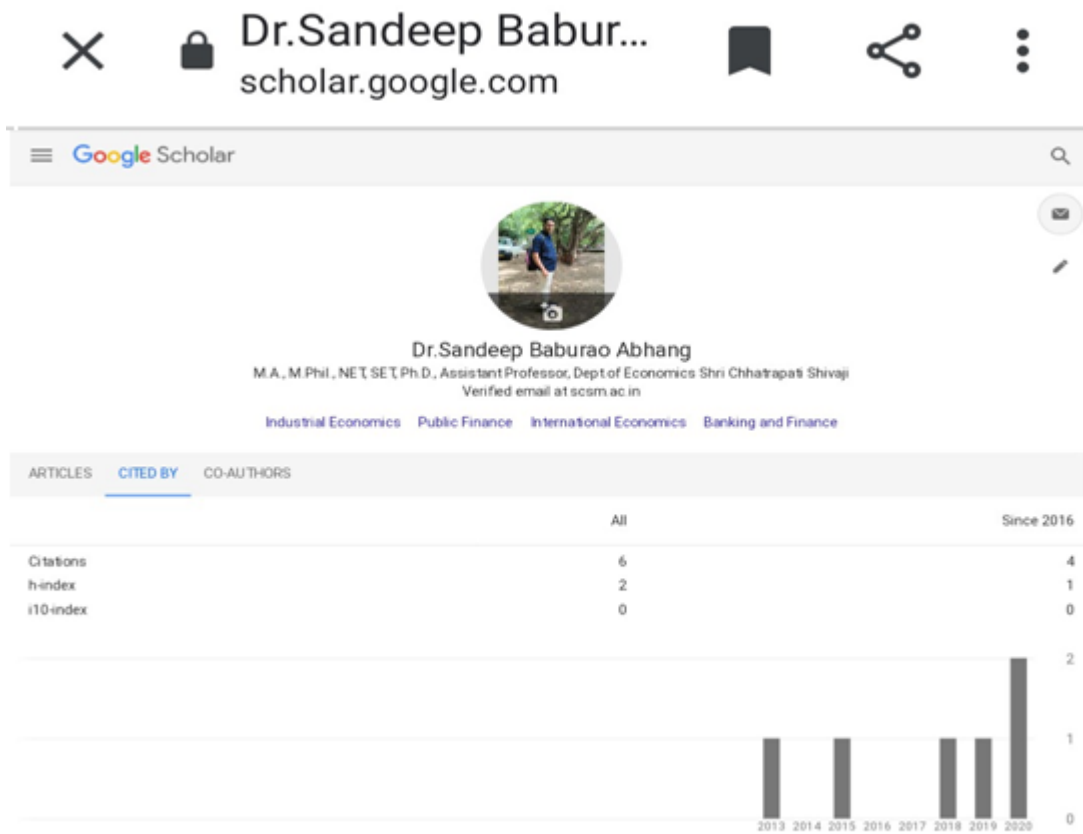 Dr.Sandeep Babur...
scholar.google.com
Google Scholar
Dr.Sandeep Baburao Abhang
M.A., M.Phil., NET, SET, Ph.D., Assistant Professor, Dept.of Economics Shri Chhatrapati Shivaji
Verified email at scsm.ac.in
Industrial Economics Public Finance International Economics Banking and Finance
ARTICLES CITED BY CO-AUTHORS
All Since 2016
Citations 6 4
h-index 2 1
i10-index 0 0
2
1
0
2013 2014 2015 2016 2017 2018 2019 2020